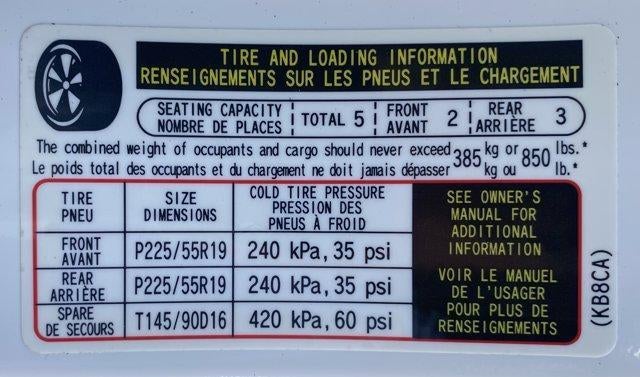 TIRE AND LOADING INFORMATION
RENSEIGNEMENTS SUR LES PNEUS ET LE CHARGEMENT
SEATING CAPACITY
NOMBRE DE PLACES
TOTAL 5
FRONT
AVANT 2
REAR
ARRIÈRE 3
The combined weight of occupants and cargo should never exceed 385 kg or 850 lbs.*
Le poids total des occupants et du chargement ne doit jamais dépasser kg ou lb.*
TIRE
PNEU
SIZE
DIMENSIONS
COLD TIRE PRESSURE
PRESSION DES
PNEUS À FROID
SEE OWNER'S
MANUAL FOR
ADDITIONAL
INFORMATION
VOIR LE MANUEL
DE L'USAGER
POUR PLUS DE
RENSEIGNEMENTS
FRONT
AVANT
P225/55R19
240 kPa, 35 psi
REAR
ARRIÈRE
P225/55R19
240 kPa, 35 psi
SPARE
DE SECOURS
T145/90D16
420 kPa, 60 psi
(KB8CA)